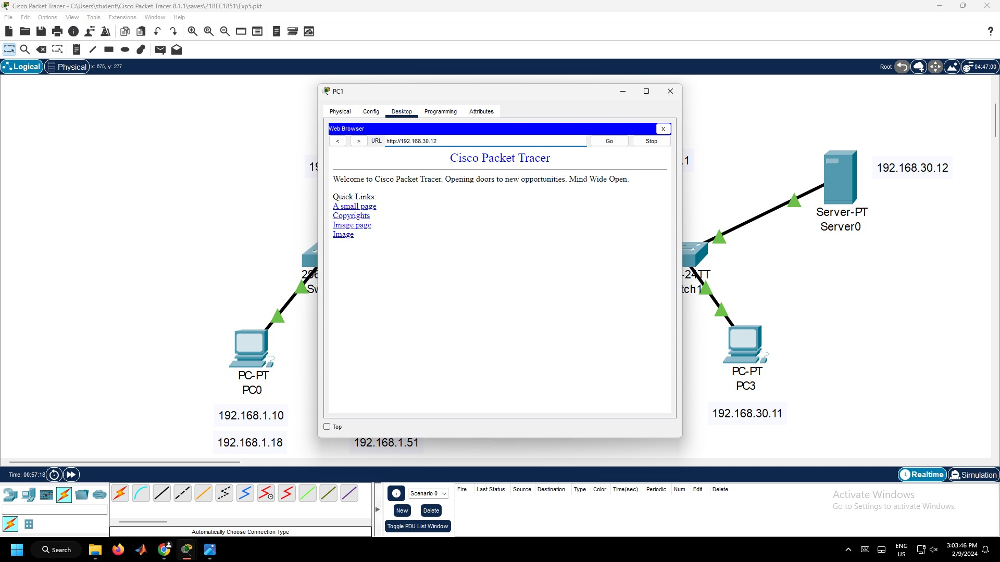 Cisco Packet Tracer - C:\Users\student\Cisco Packet Tracer 8.1.1\saves\21BEC1851\Exp5.pkt
File Edit Options View Tools Extensions Window Help
?
Logical Physical x: 675, y: 277 Root 04:47:00
PC1
Physical Config Desktop Programming Attributes
Web Browser X
< > URL http://192.168.30.12 Go Stop
Cisco Packet Tracer
Welcome to Cisco Packet Tracer. Opening doors to new opportunities. Mind Wide Open.
Quick Links:
A small page
Copyrights
Image page
Image
Top
19
.1
192.168.30.12
Server-PT
Server0
296
Sw
-24TT
tch1
PC-PT
PC0
192.168.1.10
192.168.1.18
192.168.1.51
PC-PT
PC3
192.168.30.11
Time: 00:57:18 Realtime Simulation
Scenario 0
New Delete
Toggle PDU List Window
Fire Last Status Source Destination Type Color Time(sec) Periodic Num Edit Delete
Automatically Choose Connection Type
Activate Windows
Go to Settings to activate Windows.
Search
ENG
US
3:03:46 PM
2/9/2024